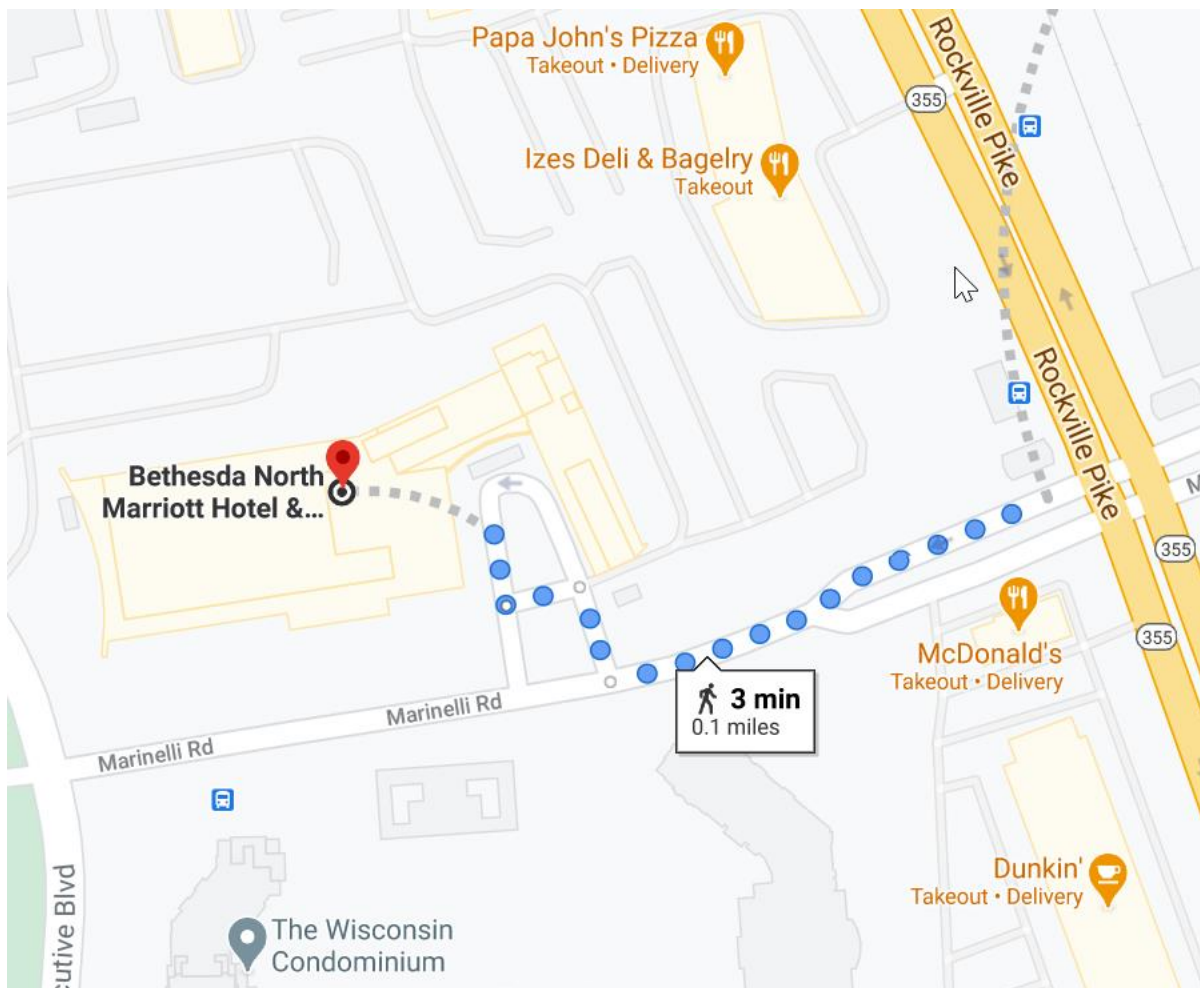 Papa John's Pizza
Takeout • Delivery
Rockville Pike
355
Izes Deli & Bagelry
Takeout
Rockville Pike
Bethesda North
Marriott Hotel &...
M
355
McDonald's
Takeout • Delivery
355
3 min
0.1 miles
Marinelli Rd
Marinelli Rd
Dunkin'
Takeout • Delivery
cutive Blvd
The Wisconsin
Condominium